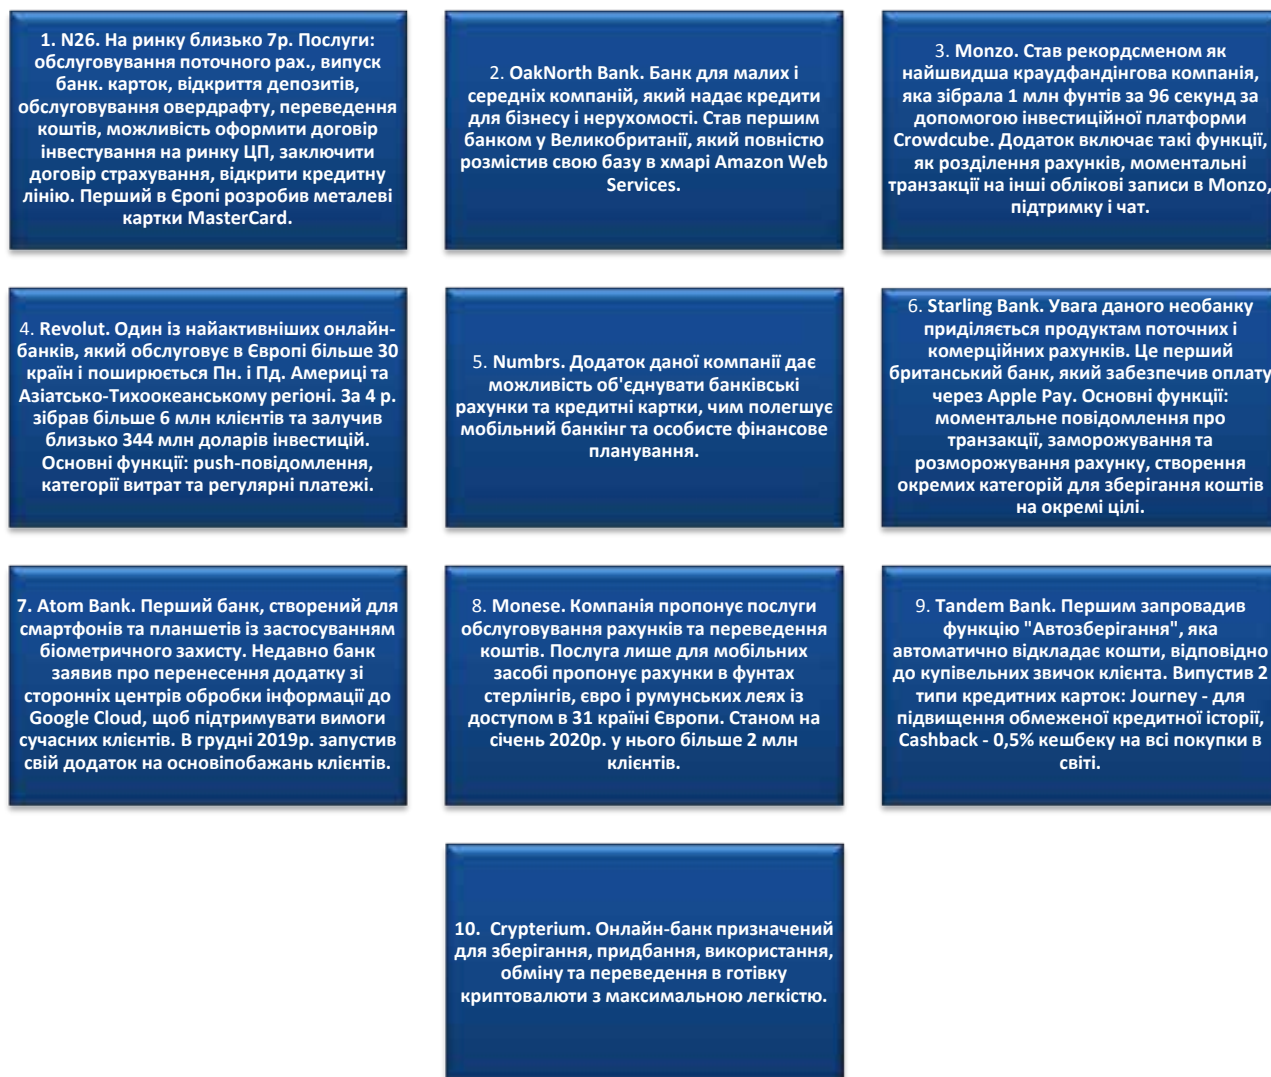 1. N26. На ринку близько 7р. Послуги:
обслуговування поточного рах., випуск
банк. карток, відкриття депозитів,
обслуговування овердрафту, переведення
коштів, можливість оформити договір
інвестування на ринку ЦП, заключити
договір страхування, відкрити кредитну
лінію. Перший в Єропі розробив металеві
картки MasterCard.
2. OakNorth Bank. Банк для малих і
середніх компаній, який надає кредити
для бізнесу і нерухомості. Став першим
банком у Великобританії, який повністю
розмістив свою базу в хмарі Amazon Web
Services.
3. Monzo. Став рекордсменом як
найшвидша краудфандінгова компанія,
яка зібрала 1 млн фунтів за 96 секунд за
допомогою інвестиційної платформи
Crowdcube. Додаток включає такі функції,
як розділення рахунків, моментальні
транзакції на інші облікові записи в Monzo,
підтримку і чат.
4. Revolut. Один із найактивніших онлайн-
банків, який обслуговує в Європі більше 30
країн і поширюється Пн. і Пд. Америці та
Азіатсько-Тихоокеанському регіоні. За 4 р.
зібрав більше 6 млн клієнтів та залучив
близько 344 млн доларів інвестицій.
Основні функції: push-повідомлення,
категорії витрат та регулярні платежі.
5. Numbrs. Додаток даної компанії дає
можливість об'єднувати банківські
рахунки та кредитні картки, чим полегшує
мобільний банкінг та особисте фінансове
планування.
6. Starling Bank. Увага даного необанку
приділяється продуктам поточних і
комерційних рахунків. Це перший
британський банк, який забезпечив оплату
через Apple Pay. Основні функції:
моментальне повідомлення про
транзакції, заморожування та
розморожування рахунку, створення
окремих категорій для зберігання коштів
на окремі цілі.
7. Atom Bank. Перший банк, створений для
смартфонів та планшетів із застосуванням
біометричного захисту. Недавно банк
заявив про перенесення додатку зі
сторонніх центрів обробки інформації до
Google Cloud, щоб підтримувати вимоги
сучасних клієнтів. В грудні 2019р. запустив
свій додаток на основіпобажань клієнтів.
8. Monese. Компанія пропонує послуги
обслуговування рахунків та переведення
коштів. Послуга лише для мобільних
засобі пропонує рахунки в фунтах
стерлінгів, євро і румунських леях із
доступом в 31 країні Європи. Станом на
січень 2020р. у нього більше 2 млн
клієнтів.
9. Tandem Bank. Першим запровадив
функцію "Автозберігання", яка
автоматично відкладає кошти, відповідно
до купівельних звичок клієнта. Випустив 2
типи кредитних карток: Journey - для
підвищення обмеженої кредитної історії,
Cashback - 0,5% кешбеку на всі покупки в
світі.
10. Crypterium. Онлайн-банк призначений
для зберігання, придбання, використання,
обміну та переведення в готівку
криптовалюти з максимальною легкістю.